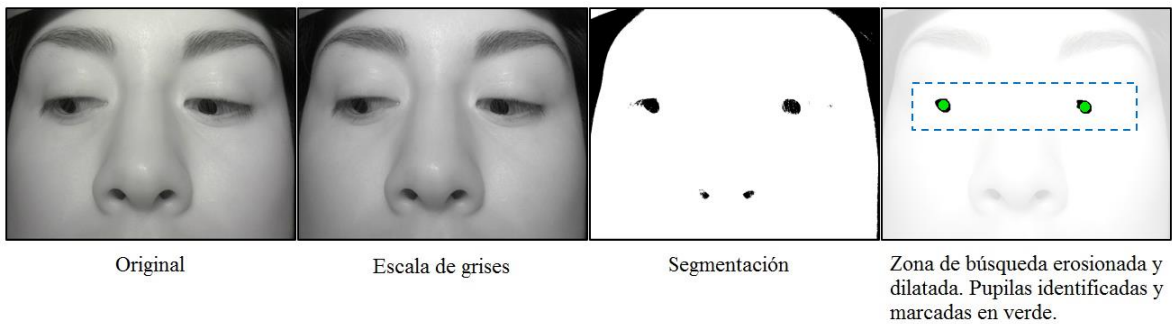 Original
Escala de grises
Segmentación
Zona de búsqueda erosionada y
dilatada. Pupilas identificadas y
marcadas en verde.